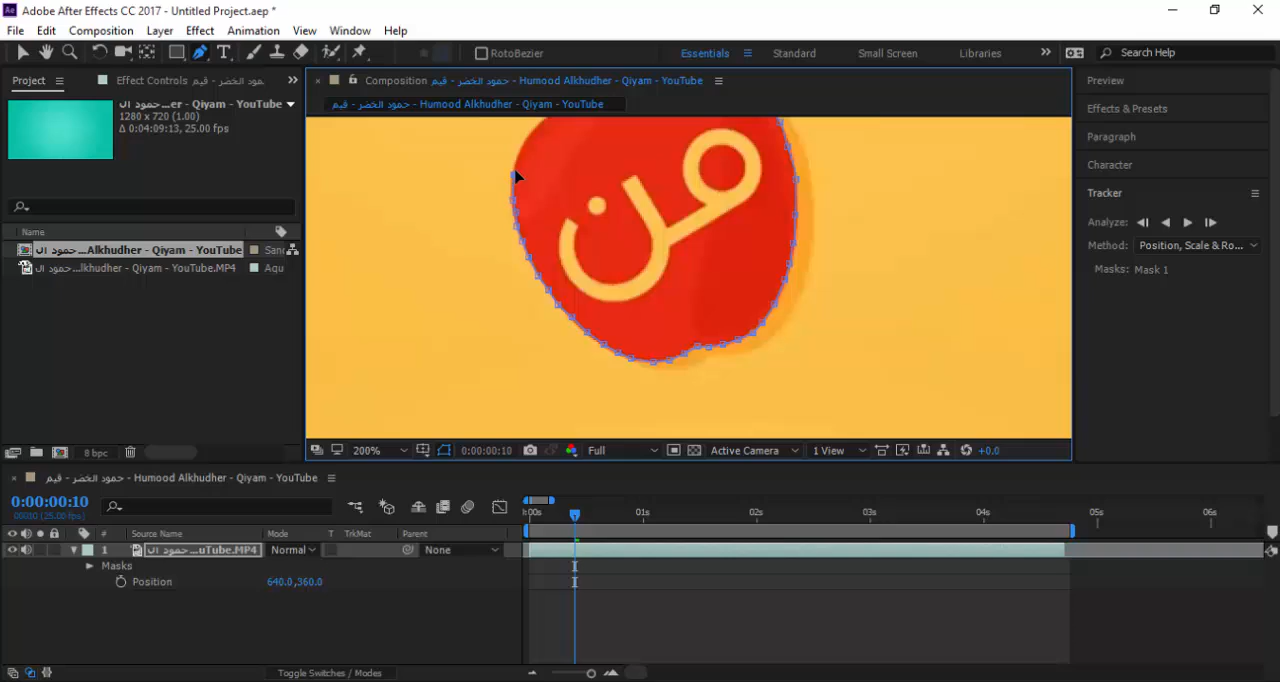 Adobe After Effects CC 2017 - Untitled Project.aep *
File Edit Composition Layer Effect Animation View Window Help
RotoBezier Essentials Standard Small Screen Libraries Search Help
Project Effect Controls حمود الخضر - قيم
Composition حمود الخضر - قيم - Humood Alkhudher - Qiyam - YouTube
Preview
حمود ال...er - Qiyam - YouTube
1280 x 720 (1.00)
Δ 0:04:09:13, 25.00 fps
حمود الخضر - قيم - Humood Alkhudher - Qiyam - YouTube
Effects & Presets
Paragraph
Character
Tracker
Analyze:
Method: Position, Scale & Ro...
Masks: Mask 1
من
Name
حمود ال...Alkhudher - Qiyam - YouTube
حمود ال...lkhudher - Qiyam - YouTube.MP4 Aqu
8 bpc
200% 0:00:00:10 Full Active Camera 1 View +0.0
حمود الخضر - قيم - Humood Alkhudher - Qiyam - YouTube
0:00:00:10
00010 (25.00 fps)
:00s 01s 02s 03s 04s 05s 06s
# Source Name Mode T TrkMat Parent
1 حمود ال...uTube.MP4 Normal None
Masks
Position 640.0,360.0
Toggle Switches / Modes